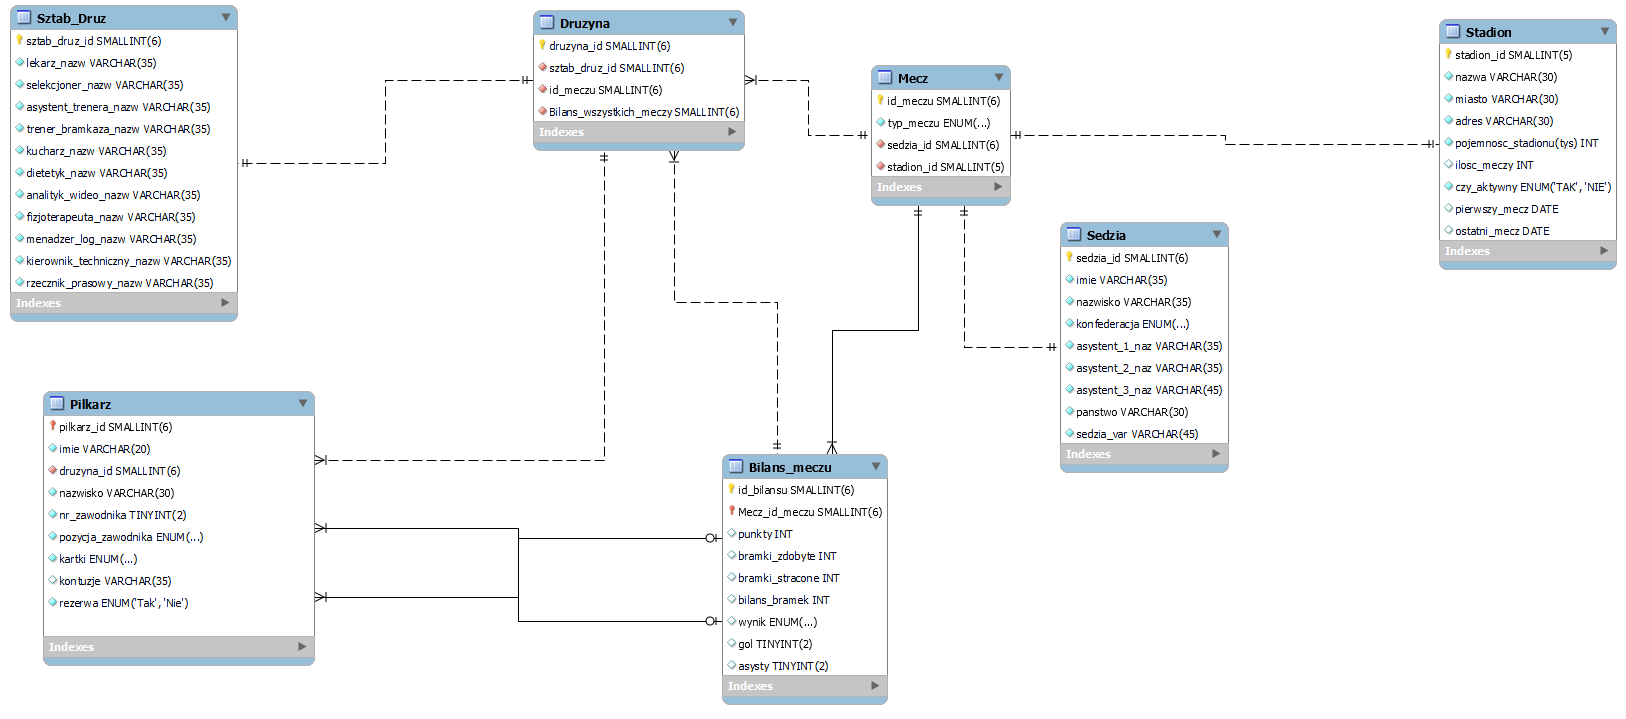 Sztab_Druz
sztab_druz_id SMALLINT(6)
lekarz_nazw VARCHAR(35)
selekcjoner_nazw VARCHAR(35)
asystent_trenera_nazw VARCHAR(35)
trener_bramkaza_nazw VARCHAR(35)
kucharz_nazw VARCHAR(35)
dietetyk_nazw VARCHAR(35)
analityk_wideo_nazw VARCHAR(35)
fizjoterapeuta_nazw VARCHAR(35)
menadzer_log_nazw VARCHAR(35)
kierownik_techniczny_nazw VARCHAR(35)
rzecznik_prasowy_nazw VARCHAR(35)
Indexes
Druzyna
druzyna_id SMALLINT(6)
sztab_druz_id SMALLINT(6)
id_meczu SMALLINT(6)
Bilans_wszystkich_meczy SMALLINT(6)
Indexes
Mecz
id_meczu SMALLINT(6)
typ_meczu ENUM(...)
sedzia_id SMALLINT(6)
stadion_id SMALLINT(5)
Indexes
Stadion
stadion_id SMALLINT(5)
nazwa VARCHAR(30)
miasto VARCHAR(30)
adres VARCHAR(30)
pojemnosc_stadionu(tys) INT
ilosc_meczy INT
czy_aktywny ENUM('TAK', 'NIE')
pierwszy_mecz DATE
ostatni_mecz DATE
Indexes
Sedzia
sedzia_id SMALLINT(6)
imie VARCHAR(35)
nazwisko VARCHAR(35)
konfederacja ENUM(...)
asystent_1_naz VARCHAR(35)
asystent_2_naz VARCHAR(35)
asystent_3_naz VARCHAR(45)
panstwo VARCHAR(30)
sedzia_var VARCHAR(45)
Indexes
Pilkarz
pilkarz_id SMALLINT(6)
imie VARCHAR(20)
druzyna_id SMALLINT(6)
nazwisko VARCHAR(30)
nr_zawodnika TINYINT(2)
pozycja_zawodnika ENUM(...)
kartki ENUM(...)
kontuzje VARCHAR(35)
rezerwa ENUM('Tak', 'Nie')
Indexes
Bilans_meczu
id_bilansu SMALLINT(6)
Mecz_id_meczu SMALLINT(6)
punkty INT
bramki_zdobyte INT
bramki_stracone INT
bilans_bramek INT
wynik ENUM(...)
gol TINYINT(2)
asysty TINYINT(2)
Indexes